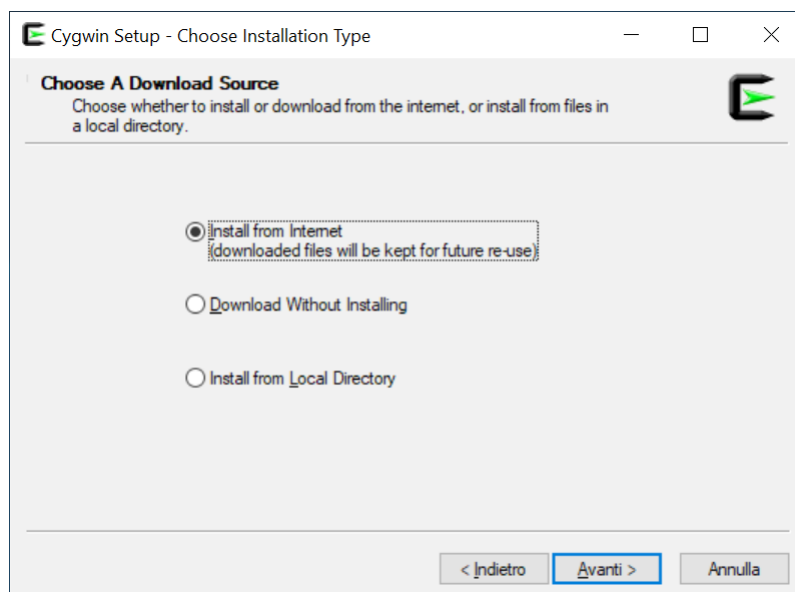 Cygwin Setup - Choose Installation Type
Choose A Download Source
Choose whether to install or download from the internet, or install from files in
a local directory.
Install from Internet
(downloaded files will be kept for future re-use)
Download Without Installing
Install from Local Directory
< Indietro
Avanti >
Annulla